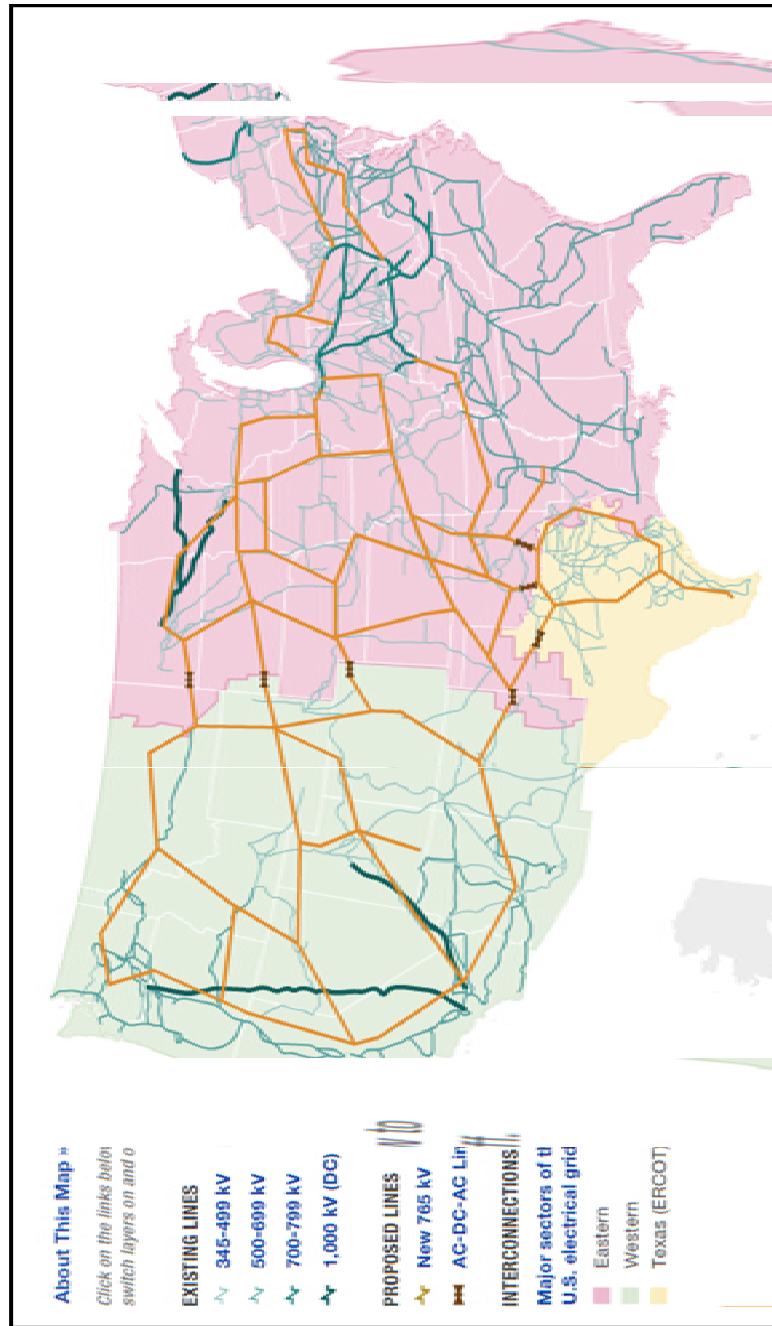 About This Map »
Click on the links below
switch layers on and o
EXISTING LINES
345-499 kV
500-699 kV
700-799 kV
1,000 kV (DC)
PROPOSED LINES
New 765 kV
AC-DC-AC Lin
INTERCONNECTIONS
Major sectors of th
U.S. electrical grid
Eastern
Western
Texas (ERCOT)